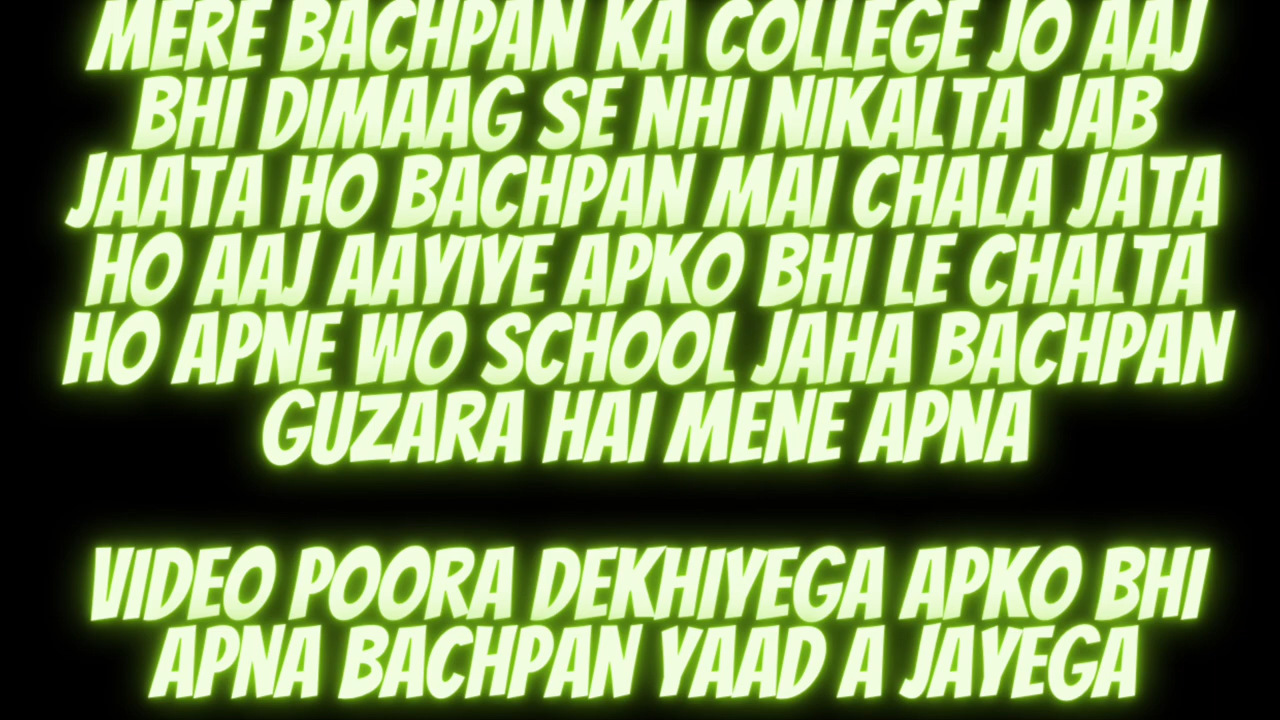 MERE BACHPAN KA COLLEGE JO AAJ
BHI DIMAAG SE NHI NIKALTA JAB
JAATA HO BACHPAN MAI CHALA JATA
HO AAJ AAYIYE APKO BHI LE CHALTA
HO APNE WO SCHOOL JAHA BACHPAN
GUZARA HAI MENE APNA
VIDEO POORA DEKHIYEGA APKO BHI
APNA BACHPAN YAAD A JAYEGA